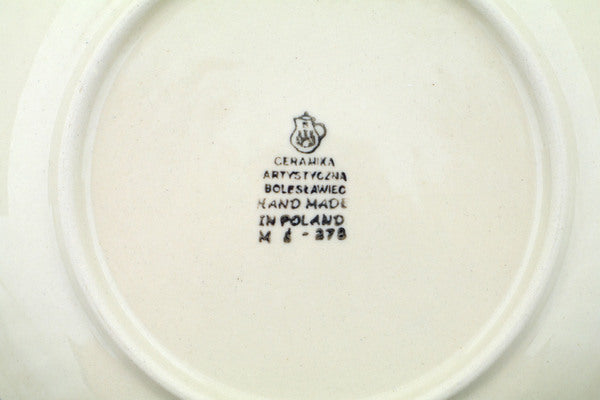 CERAMIKA
ARTYSTYCZNA
BOLESŁAWIEC
HAND MADE
IN POLAND